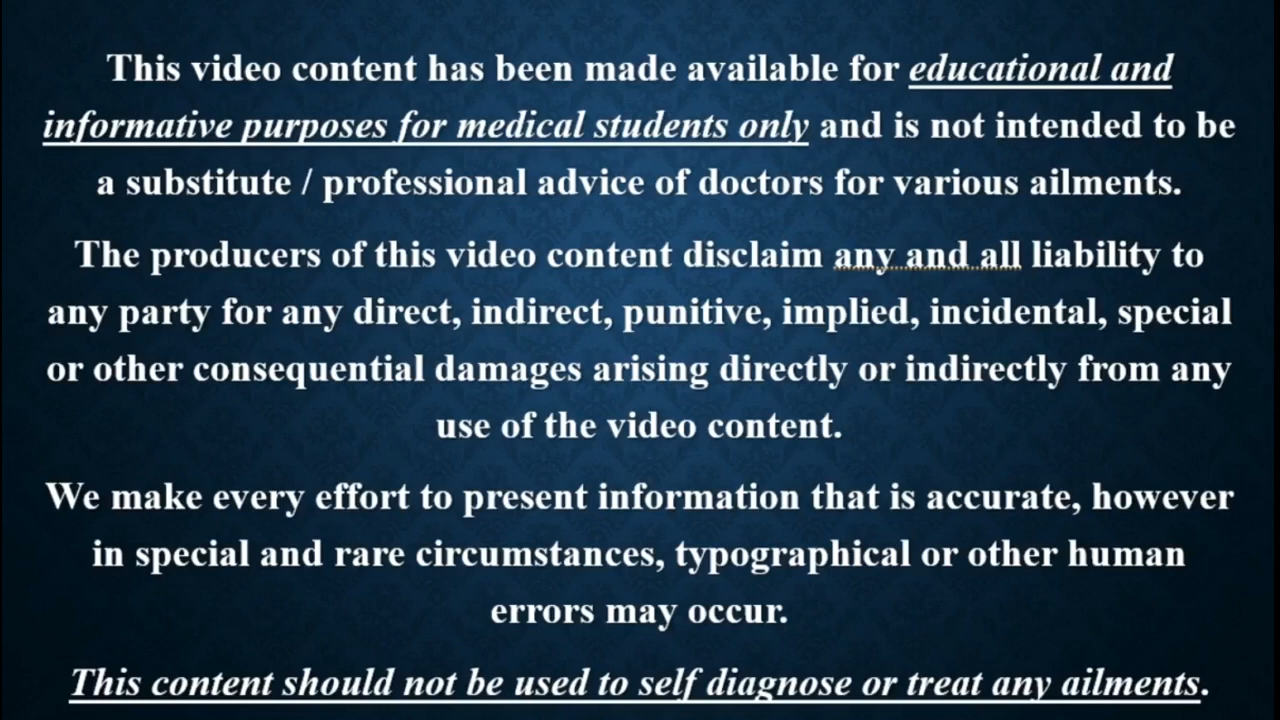 This video content has been made available for educational and
informative purposes for medical students only and is not intended to be
a substitute / professional advice of doctors for various ailments.
The producers of this video content disclaim any and all liability to
any party for any direct, indirect, punitive, implied, incidental, special
or other consequential damages arising directly or indirectly from any
use of the video content.
We make every effort to present information that is accurate, however
in special and rare circumstances, typographical or other human
errors may occur.
This content should not be used to self diagnose or treat any ailments.